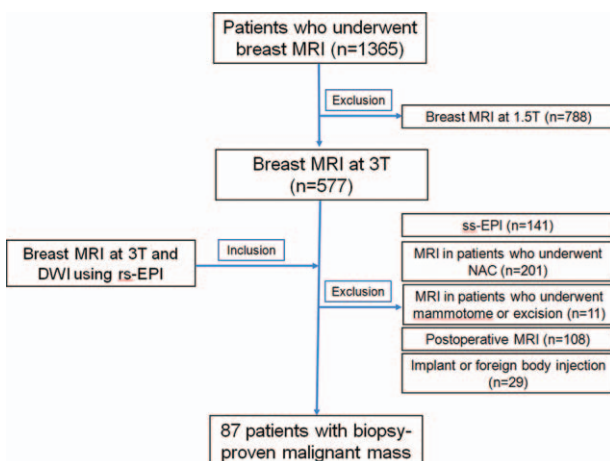 Patients who underwent
breast MRI (n=1365)
Exclusion
Breast MRI at 1.5T (n=788)
Breast MRI at 3T
(n=577)
Breast MRI at 3T and
DWI using rs-EPI
Inclusion
Exclusion
ss-EPI (n=141)
MRI in patients who underwent
NAC (n=201)
MRI in patients who underwent
mammotome or excision (n=11)
Postoperative MRI (n=108)
Implant or foreign body injection
(n=29)
87 patients with biopsy-
proven malignant mass